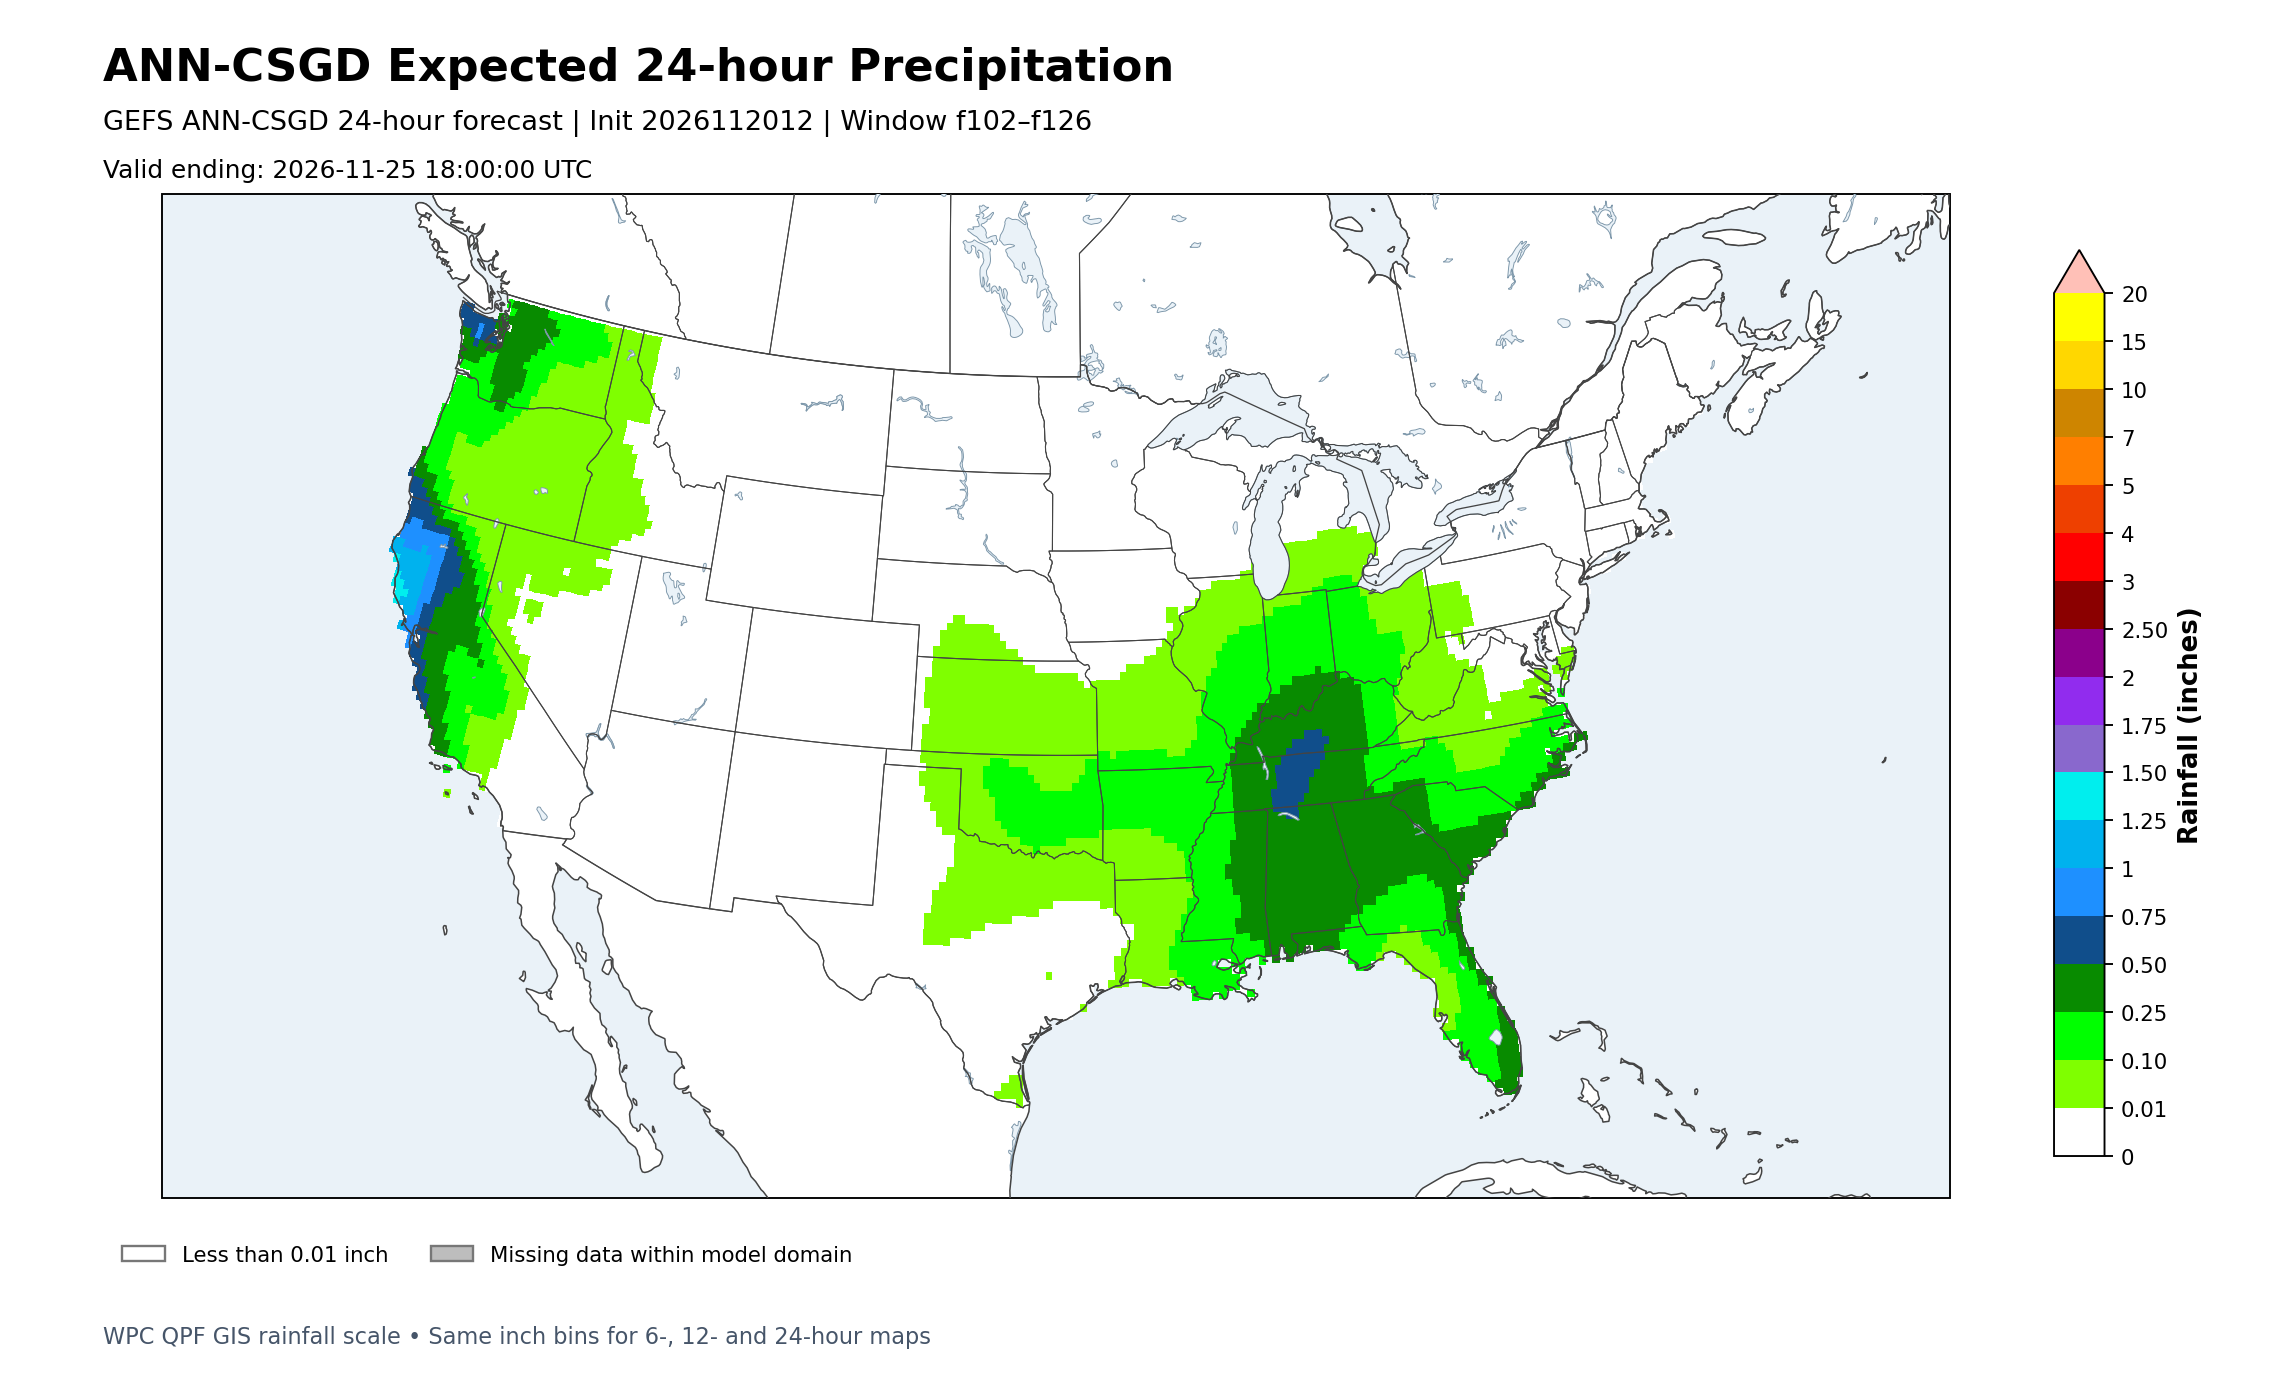 ANN-CSGD Expected 24-hour Precipitation
GEFS ANN-CSGD 24-hour forecast | Init 2026112012 | Window f102–f126
Valid ending: 2026-11-25 18:00:00 UTC
20
15
10
7
5
4
3
2.50
2
1.75
1.50
1.25
1
0.75
0.50
0.25
0.10
0.01
0
Rainfall (inches)
Less than 0.01 inch
Missing data within model domain
WPC QPF GIS rainfall scale • Same inch bins for 6-, 12- and 24-hour maps